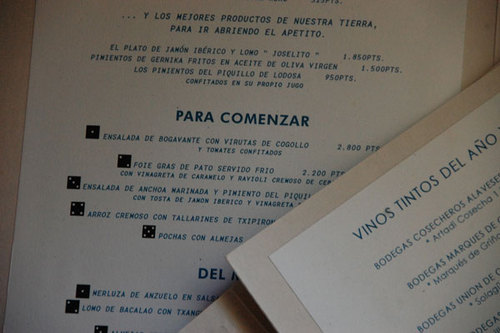 ... Y LOS MEJORES PRODUCTOS DE NUESTRA TIERRA,
PARA IR ABRIENDO EL APETITO.
EL PLATO DE JAMÓN IBÉRICO Y LOMO " JOSELITO " 1.850PTS.
PIMIENTOS DE GERNIKA FRITOS EN ACEITE DE OLIVA VIRGEN 1.500PTS.
LOS PIMIENTOS DEL PIQUILLO DE LODOSA 950PTS.
CONFITADOS EN SU PROPIO JUGO
PARA COMENZAR
ENSALADA DE BOGAVANTE CON VIRUTAS DE COGOLLO 2.800 PTS
Y TOMATES CONFITADOS
FOIE GRAS DE PATO SERVIDO FRIO 2.200 PTS
CON VINAGRETA DE CARAMELO Y RAVIOLI CREMOSO DE
ENSALADA DE ANCHOA MARINADA Y PIMIENTO DEL
CON TOSTA DE JAMON IBERICO Y VINAGRETA
ARROZ CREMOSO CON TALLARINES DE
POCHAS CON ALMEJAS
DEL
MERLUZA DE ANZUELO EN SALSA
LOMO DE BACALAO CON
VINOS TINTOS DEL AÑO
BODEGAS COSECHEROS ALAVESES
* Artadi Cosecha
BODEGAS MARQUES DE
* Marqués de
BODEGAS UNION DE
*
BODEGAS